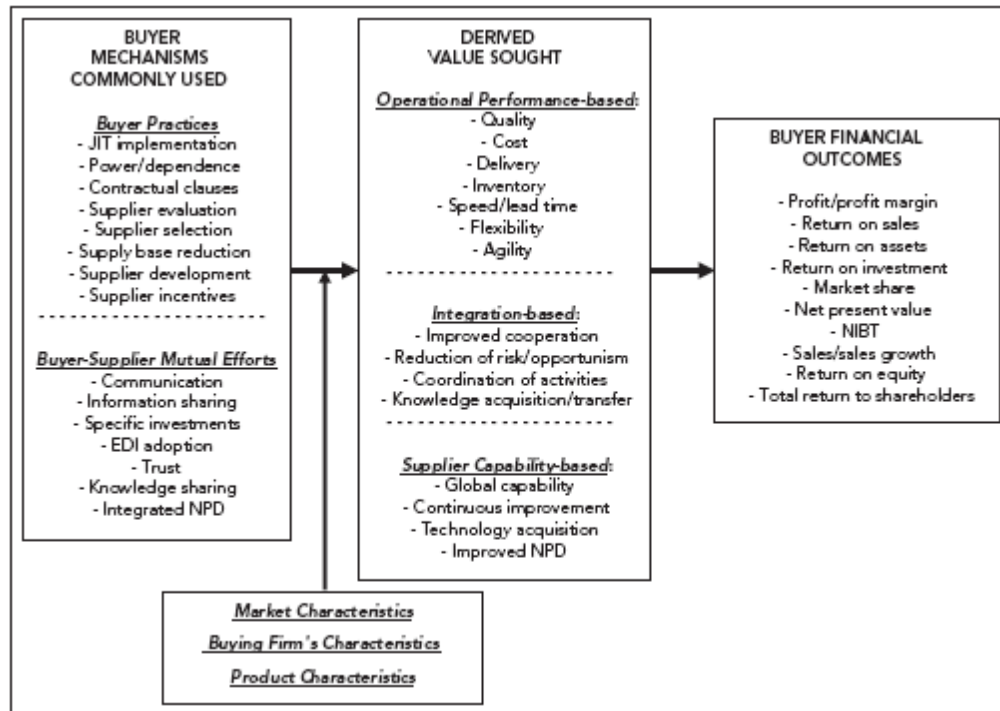 BUYER
MECHANISMS
COMMONLY USED
Buyer Practices
- JIT implementation
- Power/dependence
- Contractual clauses
- Supplier evaluation
- Supplier selection
- Supply base reduction
- Supplier development
- Supplier incentives
Buyer-Supplier Mutual Efforts
- Communication
- Information sharing
- Specific investments
- EDI adoption
- Trust
- Knowledge sharing
- Integrated NPD
DERIVED
VALUE SOUGHT
Operational Performance-based:
- Quality
- Cost
- Delivery
- Inventory
- Speed/lead time
- Flexibility
- Agility
Integration-based:
- Improved cooperation
- Reduction of risk/opportunism
- Coordination of activities
- Knowledge acquisition/transfer
Supplier Capability-based:
- Global capability
- Continuous improvement
- Technology acquisition
- Improved NPD
BUYER FINANCIAL
OUTCOMES
- Profit/profit margin
- Return on sales
- Return on assets
- Return on investment
- Market share
- Net present value
- NIBT
- Sales/sales growth
- Return on equity
- Total return to shareholders
Market Characteristics
Buying Firm's Characteristics
Product Characteristics